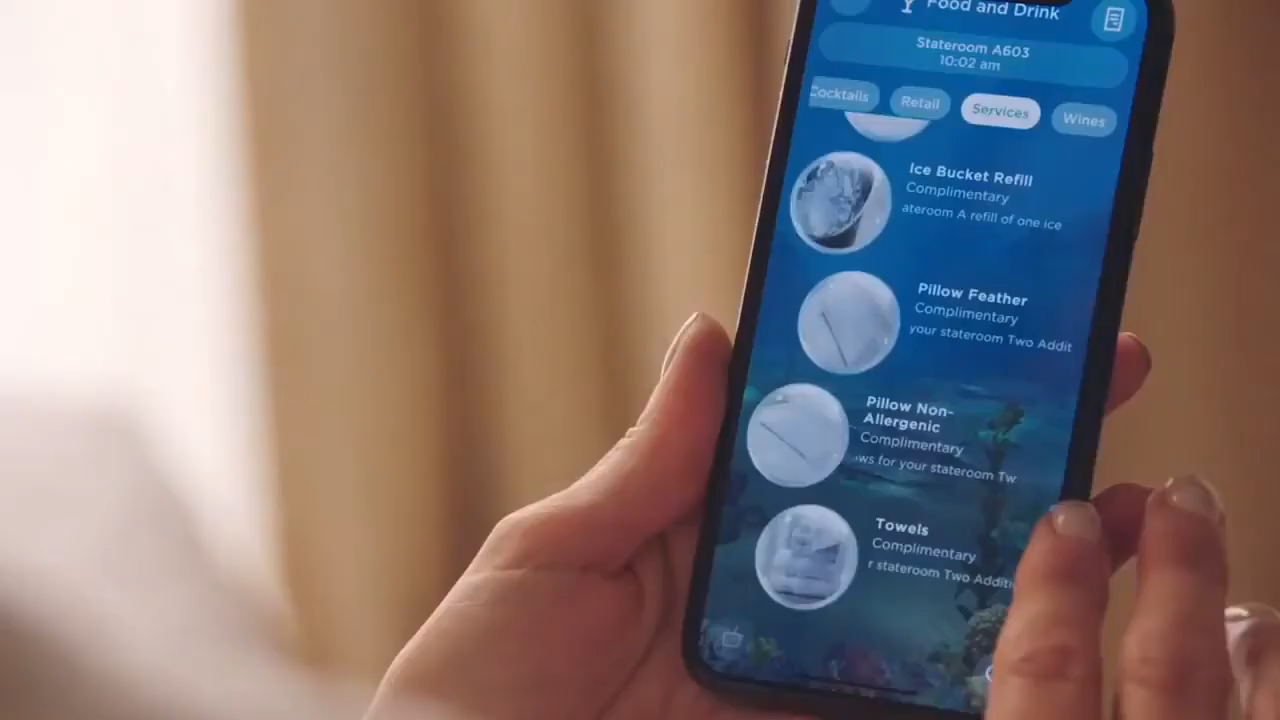 Food and Drink
Stateroom A603
10:02 am
Cocktails Retail Services Wines
Ice Bucket Refill
Complimentary
ateroom A refill of one ice
Pillow Feather
Complimentary
your stateroom Two Addit
Pillow Non-
Allergenic
Complimentary
ws for your stateroom Tw
Towels
Complimentary
r stateroom Two Additi